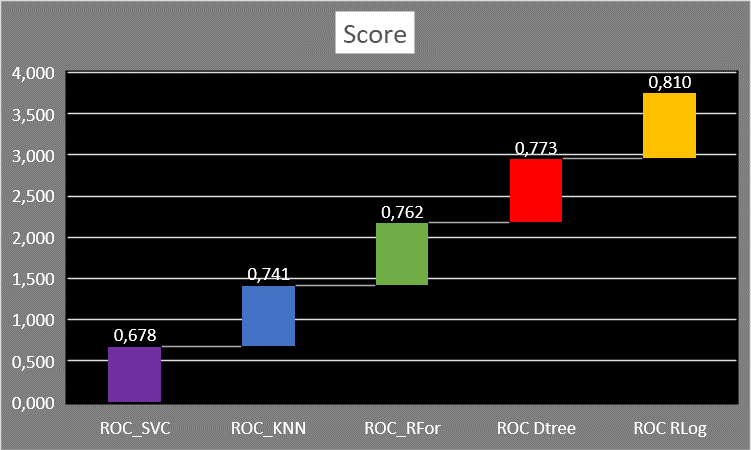 Score
4,000
3,500
3,000
2,500
2,000
1,500
1,000
0,500
0,000
0,678
0,741
0,762
0,773
0,810
ROC_SVC
ROC_KNN
ROC_RFor
ROC Dtree
ROC RLog